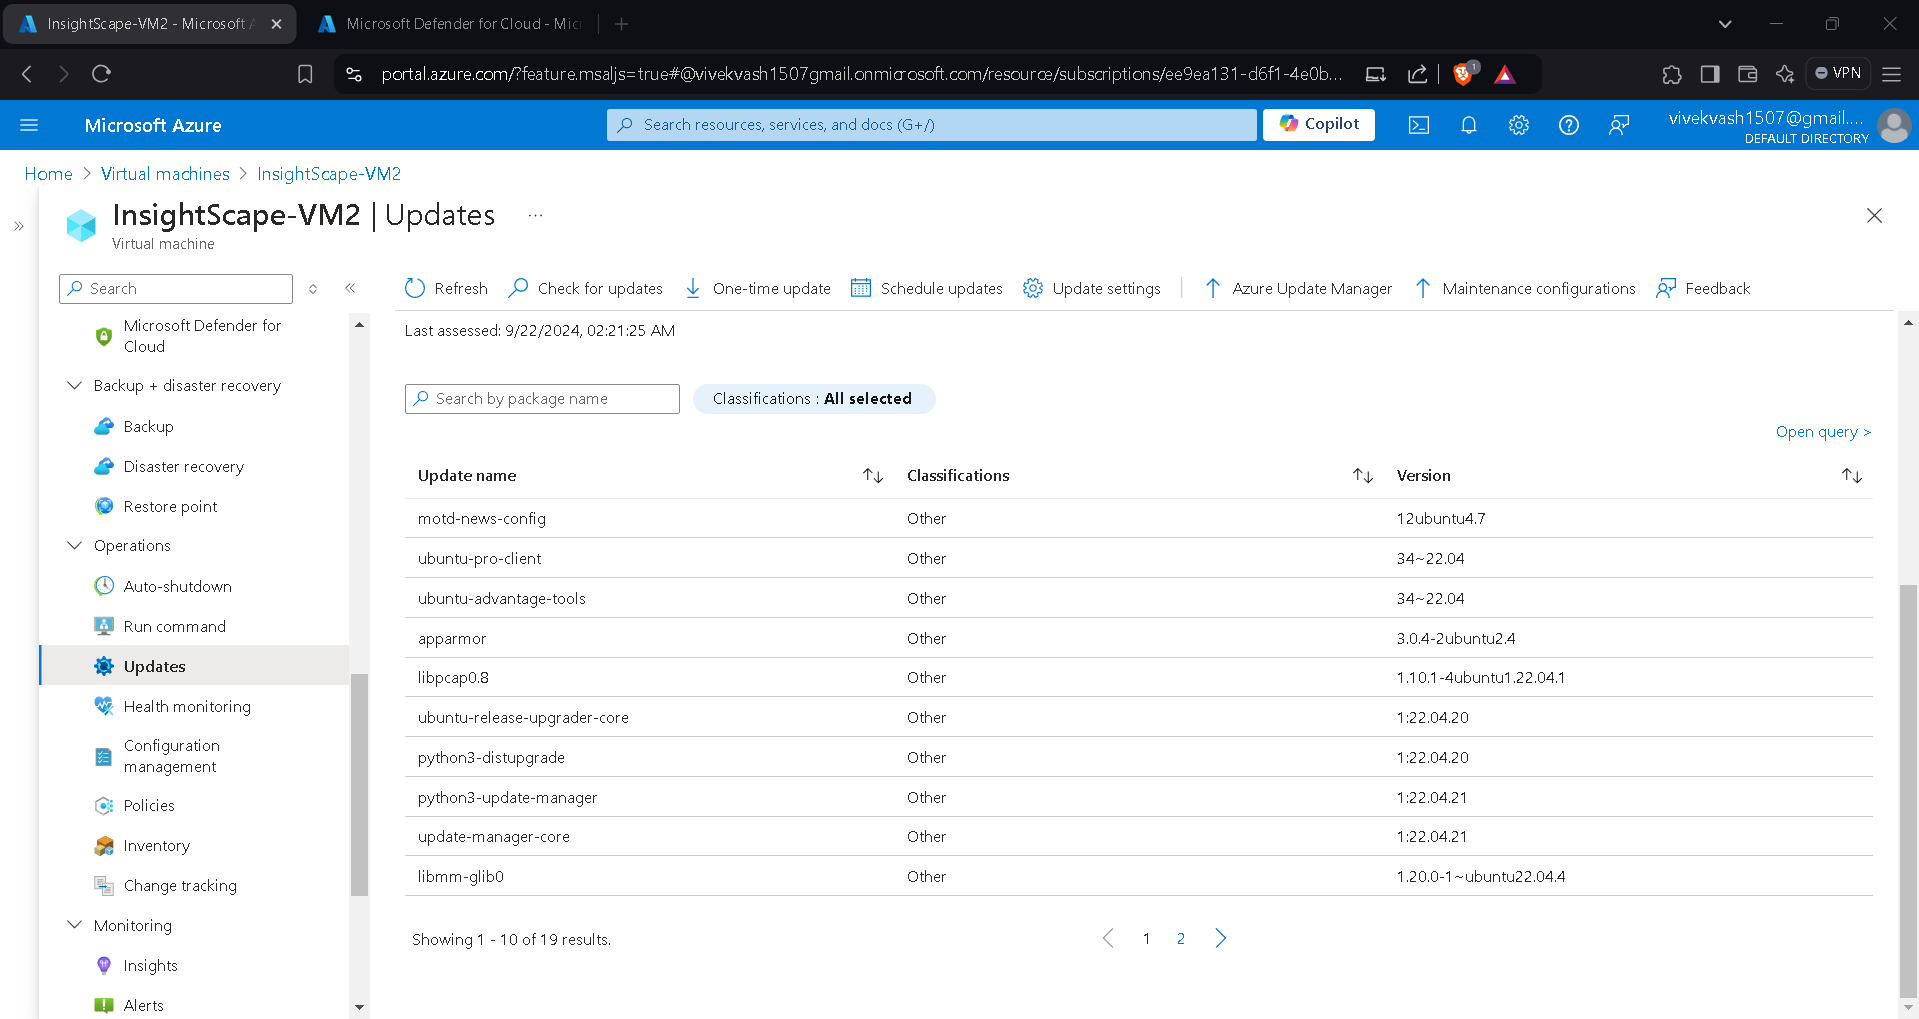 InsightScape-VM2 - Microsoft A
Microsoft Defender for Cloud - Mic
portal.azure.com/?feature.msaljs=true#@vivekvash1507gmail.onmicrosoft.com/resource/subscriptions/ee9ea131-d6f1-4e0b...
1
VPN
Microsoft Azure
Search resources, services, and docs (G+/)
Copilot
vivekvash1507@gmail....
DEFAULT DIRECTORY
Home > Virtual machines > InsightScape-VM2
InsightScape-VM2 | Updates ...
Virtual machine
Search
Refresh
Check for updates
One-time update
Schedule updates
Update settings
Azure Update Manager
Maintenance configurations
Feedback
Microsoft Defender for
Cloud
Backup + disaster recovery
Backup
Disaster recovery
Restore point
Operations
Auto-shutdown
Run command
Updates
Health monitoring
Configuration
management
Policies
Inventory
Change tracking
Monitoring
Insights
Alerts
Last assessed: 9/22/2024, 02:21:25 AM
Search by package name
Classifications : All selected
Open query >
Update name Classifications Version
motd-news-config Other 12ubuntu4.7
ubuntu-pro-client Other 34~22.04
ubuntu-advantage-tools Other 34~22.04
apparmor Other 3.0.4-2ubuntu2.4
libpcap0.8 Other 1.10.1-4ubuntu1.22.04.1
ubuntu-release-upgrader-core Other 1:22.04.20
python3-distupgrade Other 1:22.04.20
python3-update-manager Other 1:22.04.21
update-manager-core Other 1:22.04.21
libmm-glib0 Other 1.20.0-1~ubuntu22.04.4
Showing 1 - 10 of 19 results.
1 2